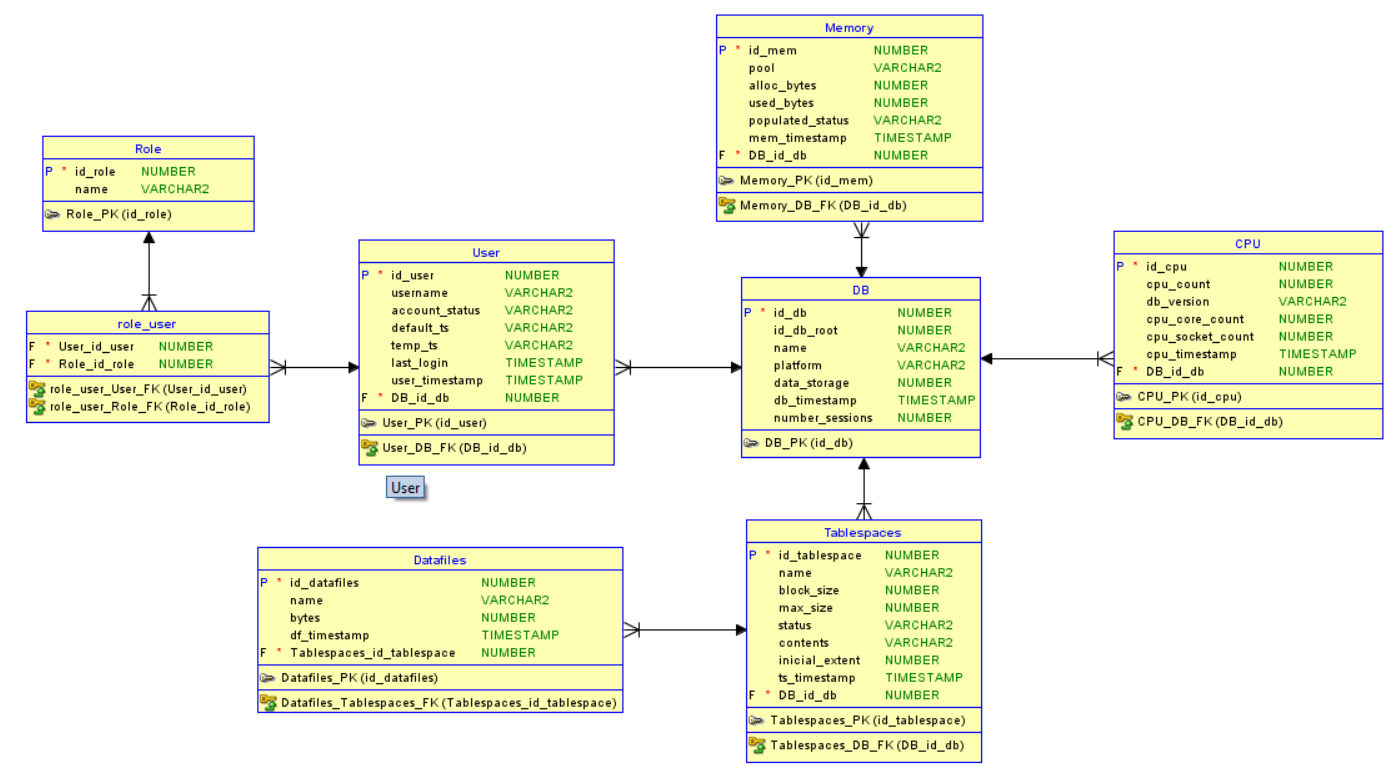 Memory
P * id_mem NUMBER
pool VARCHAR2
alloc_bytes NUMBER
used_bytes NUMBER
populated_status VARCHAR2
mem_timestamp TIMESTAMP
F * DB_id_db NUMBER
Memory_PK (id_mem)
Memory_DB_FK (DB_id_db)
Role
P * id_role NUMBER
name VARCHAR2
Role_PK (id_role)
role_user
F * User_id_user NUMBER
F * Role_id_role NUMBER
role_user_User_FK (User_id_user)
role_user_Role_FK (Role_id_role)
User
P * id_user NUMBER
username VARCHAR2
account_status VARCHAR2
default_ts VARCHAR2
temp_ts VARCHAR2
last_login TIMESTAMP
user_timestamp TIMESTAMP
F * DB_id_db NUMBER
User_PK (id_user)
User_DB_FK (DB_id_db)
User
DB
P * id_db NUMBER
id_db_root NUMBER
name VARCHAR2
platform VARCHAR2
data_storage NUMBER
db_timestamp TIMESTAMP
number_sessions NUMBER
DB_PK (id_db)
CPU
P * id_cpu NUMBER
cpu_count NUMBER
db_version VARCHAR2
cpu_core_count NUMBER
cpu_socket_count NUMBER
cpu_timestamp TIMESTAMP
F * DB_id_db NUMBER
CPU_PK (id_cpu)
CPU_DB_FK (DB_id_db)
Datafiles
P * id_datafiles NUMBER
name VARCHAR2
bytes NUMBER
df_timestamp TIMESTAMP
F * Tablespaces_id_tablespace NUMBER
Datafiles_PK (id_datafiles)
Datafiles_Tablespaces_FK (Tablespaces_id_tablespace)
Tablespaces
P * id_tablespace NUMBER
name VARCHAR2
block_size NUMBER
max_size NUMBER
status VARCHAR2
contents VARCHAR2
inicial_extent NUMBER
ts_timestamp TIMESTAMP
F * DB_id_db NUMBER
Tablespaces_PK (id_tablespace)
Tablespaces_DB_FK (DB_id_db)